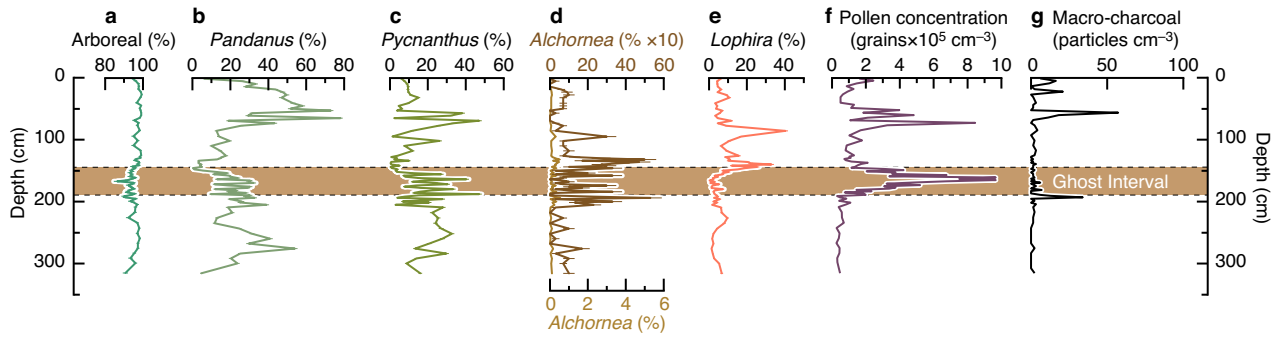 a b c d e f g
Arboreal (%) Pandanus (%) Pycnanthus (%) Alchornea (% ×10) Lophira (%) Pollen concentration (grains×10⁵ cm⁻³) Macro-charcoal (particles cm⁻³)
80 100 0 20 40 60 80 0 20 40 60 0 20 40 60 0 20 40 0 2 4 6 8 10 0 50 100
0 0
100 100
Ghost Interval
200 200
300 300
Depth (cm) Depth (cm)
0 2 4 6
Alchornea (%)